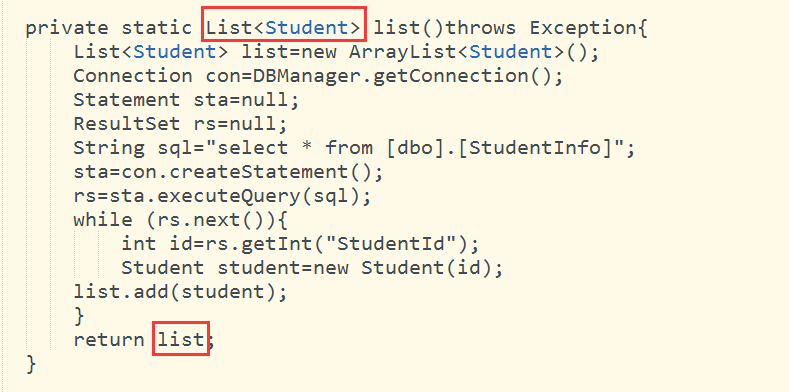 private static List<Student> list()throws Exception{
    List<Student> list=new ArrayList<Student>();
    Connection con=DBManager.getConnection();
    Statement sta=null;
    ResultSet rs=null;
    String sql="select * from [dbo].[StudentInfo]";
    sta=con.createStatement();
    rs=sta.executeQuery(sql);
    while (rs.next()){
        int id=rs.getInt("StudentId");
        Student student=new Student(id);
    list.add(student);
    }
    return list;
}